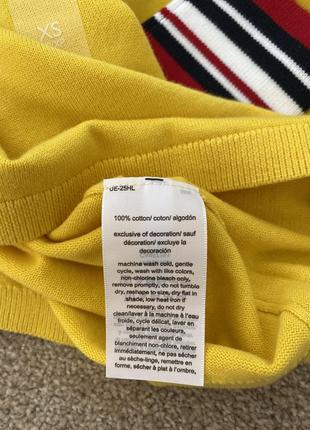 XS
UE-25HL
100% cotton/ coton/ algodón
exclusive of decoration/ sauf
décoration/ excluye la
decoración
machine wash cold, gentle
cycle, wash with like colors,
non-chlorine bleach only,
remove promptly, do not tumble
dry, reshape to size, dry flat in
shade, low heat iron if
necessary, do not dry
clean/laver à la machine à l'eau
froide, cycle délicat, laver en
séparant les couleurs,
seulement agent de
blanchiment non-chloré, retirer
immédiatement, ne pas sécher
au sèche-linge, remettre en
forme, sécher à plat à l'ombre,